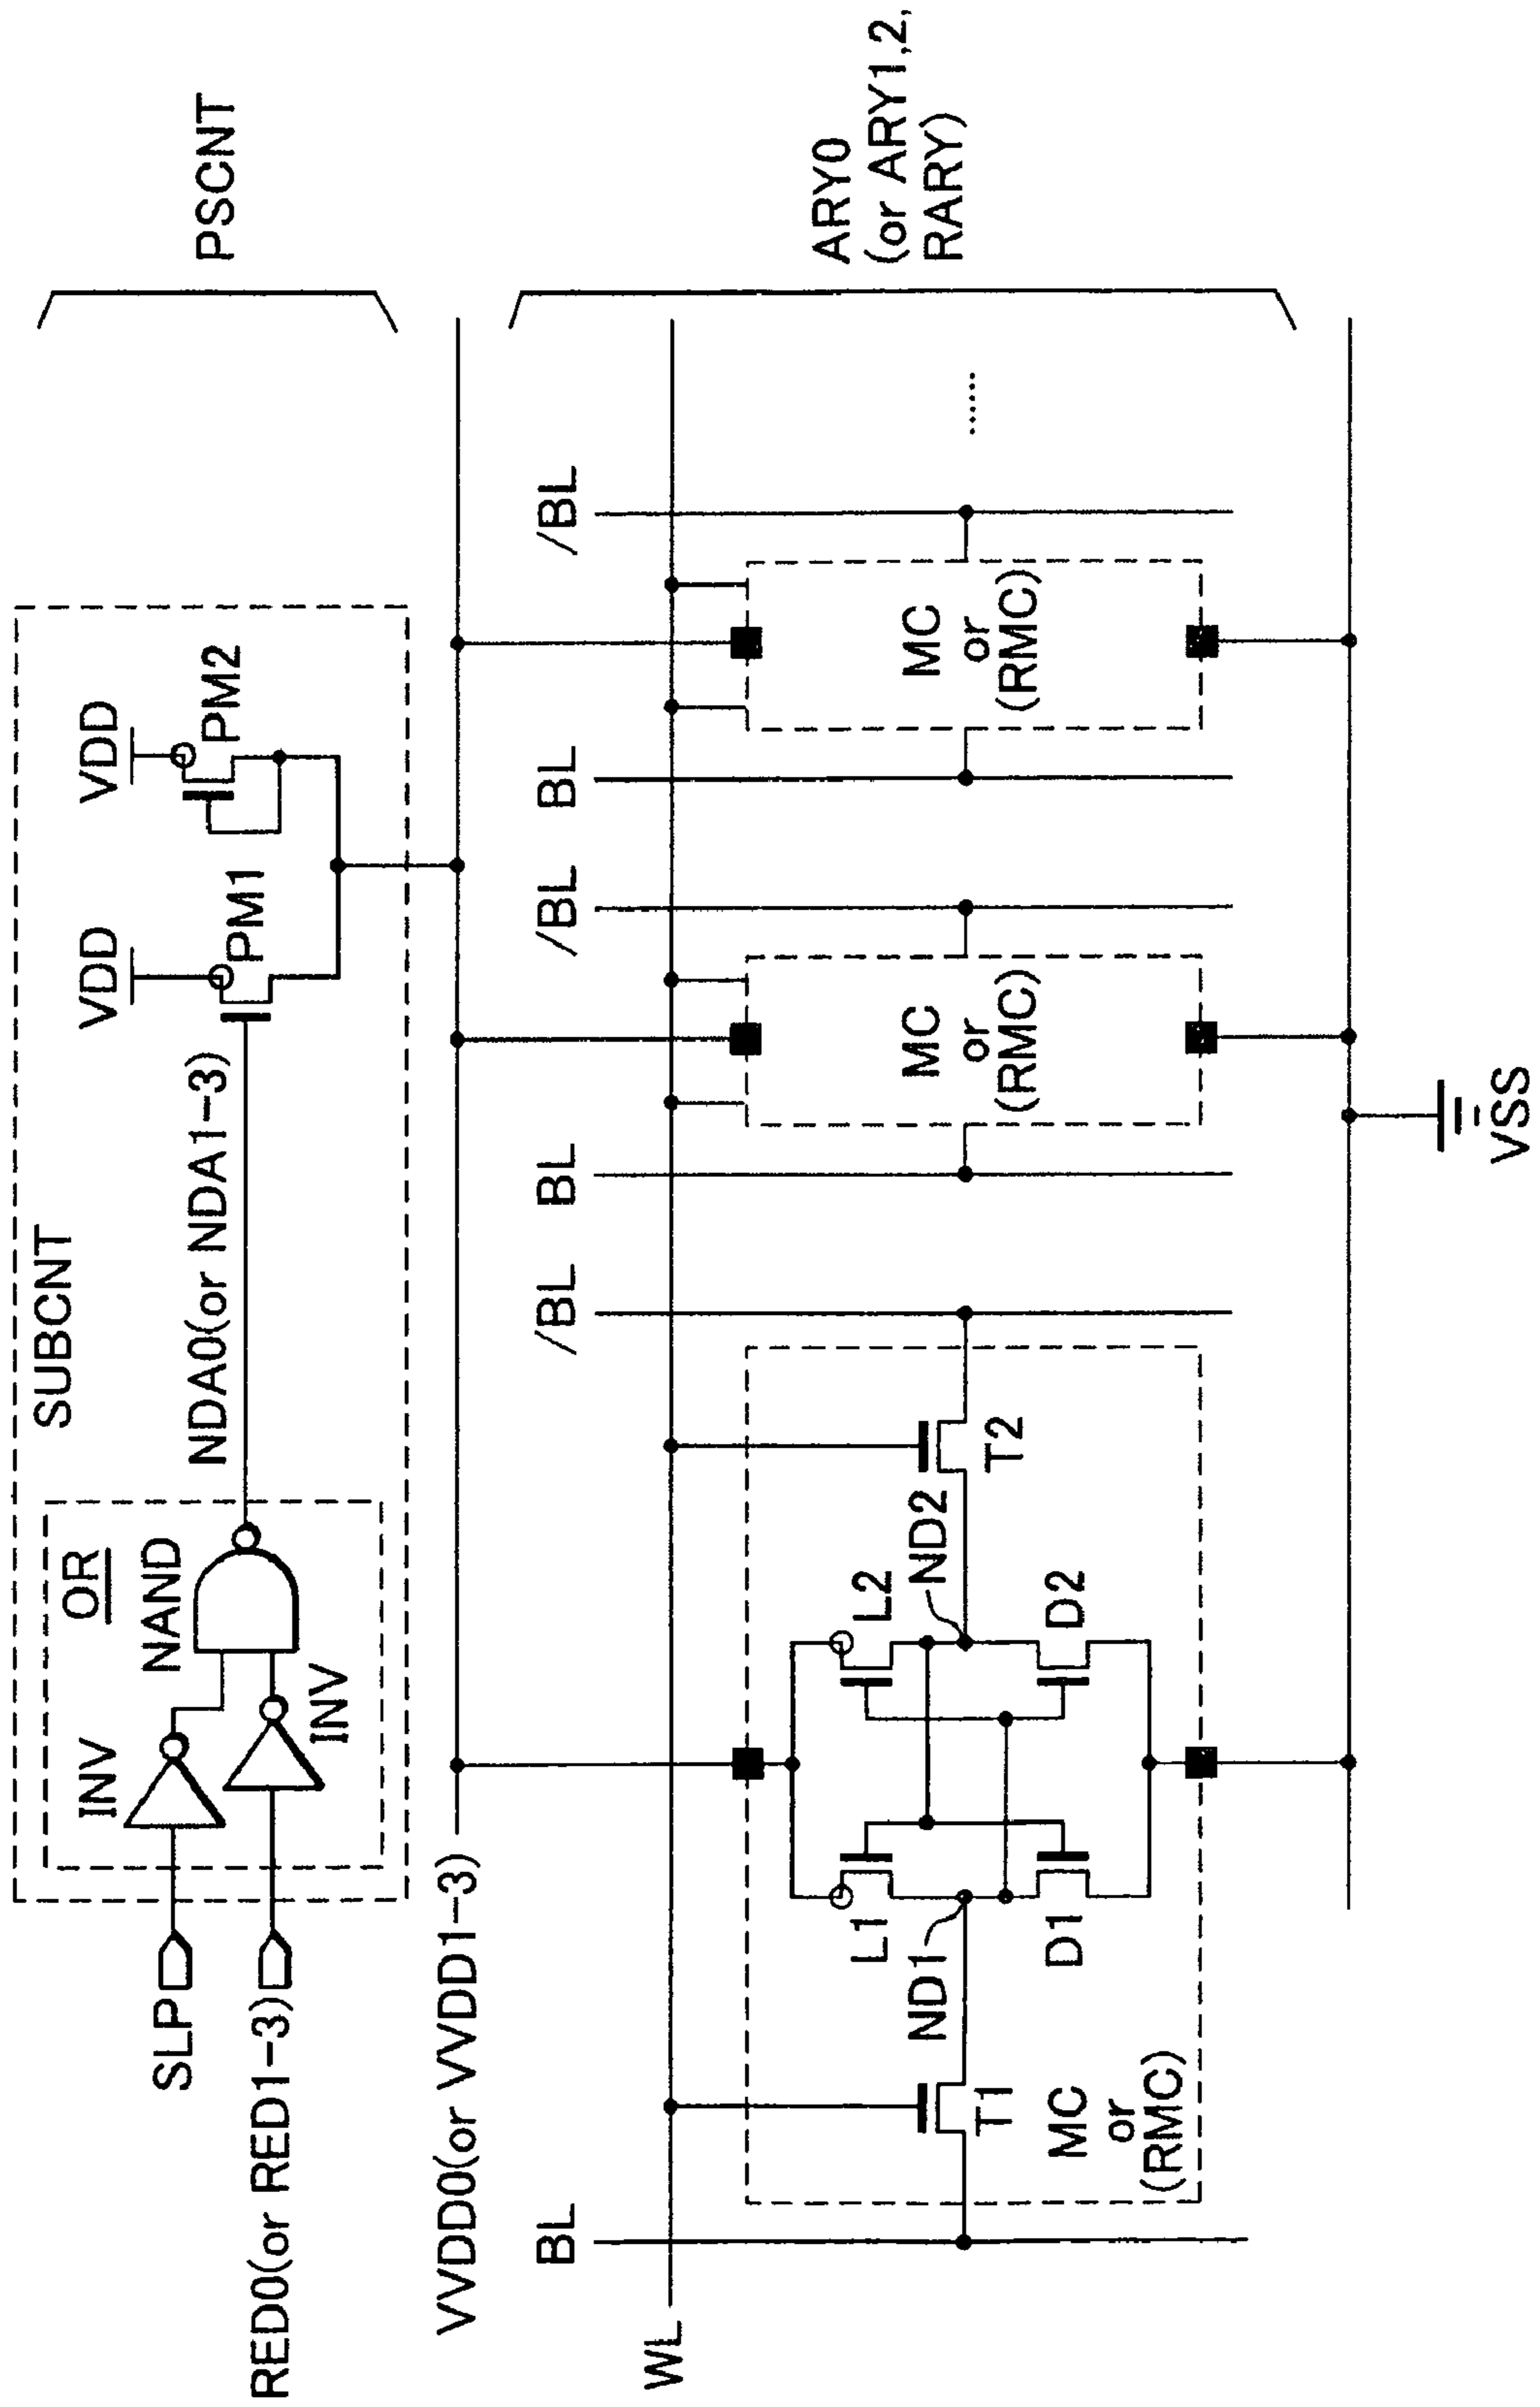 SUBCNT
OR
INV
NAND
INV
SLP
RED0(or RED1-3)
NDA0(or NDA1-3)
VDD
PM1
VDD
PM2
PSCNT
VVDD0(or VVDD1-3)
WL
BL
/BL
BL
/BL
BL
/BL
L1
L2
ND1
ND2
D1
D2
T1
T2
MC
or
(RMC)
MC
or
(RMC)
MC
or
(RMC)
......
ARY0
(or ARY1,2,
RARY)
VSS